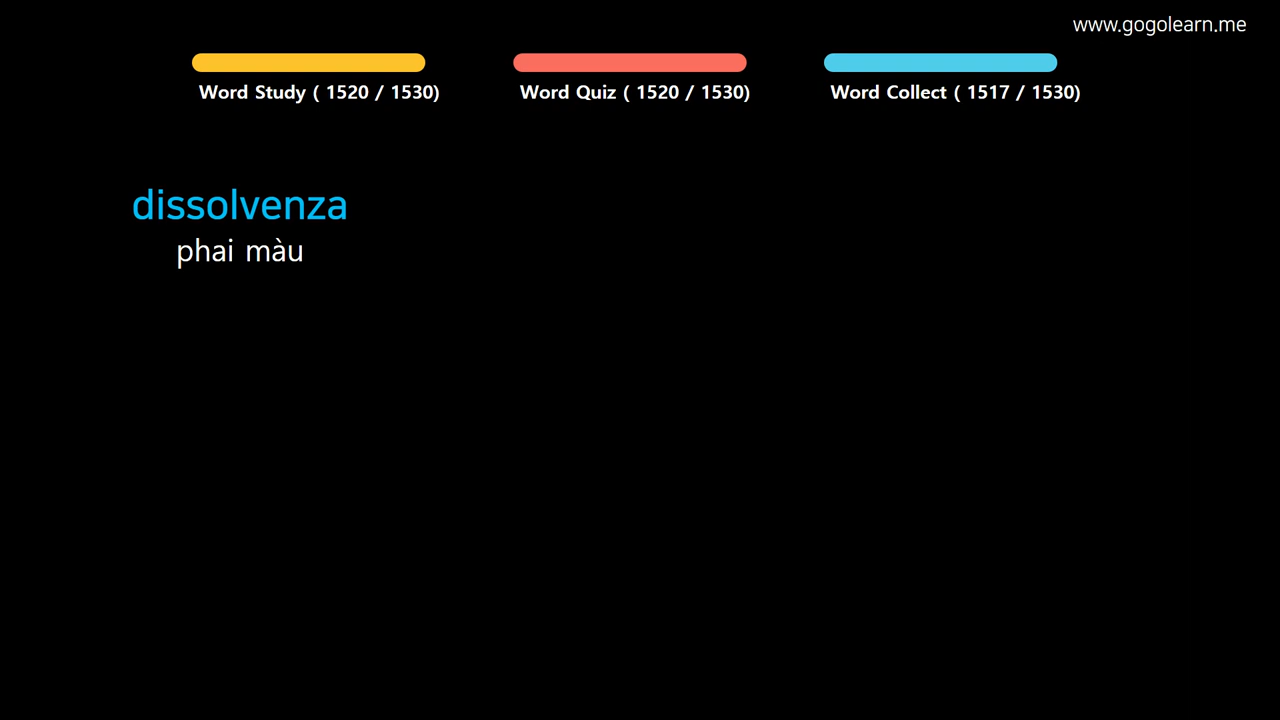 www.gogolearn.me
Word Study ( 1520 / 1530)
Word Quiz ( 1520 / 1530)
Word Collect ( 1517 / 1530)
dissolvenza
phai màu